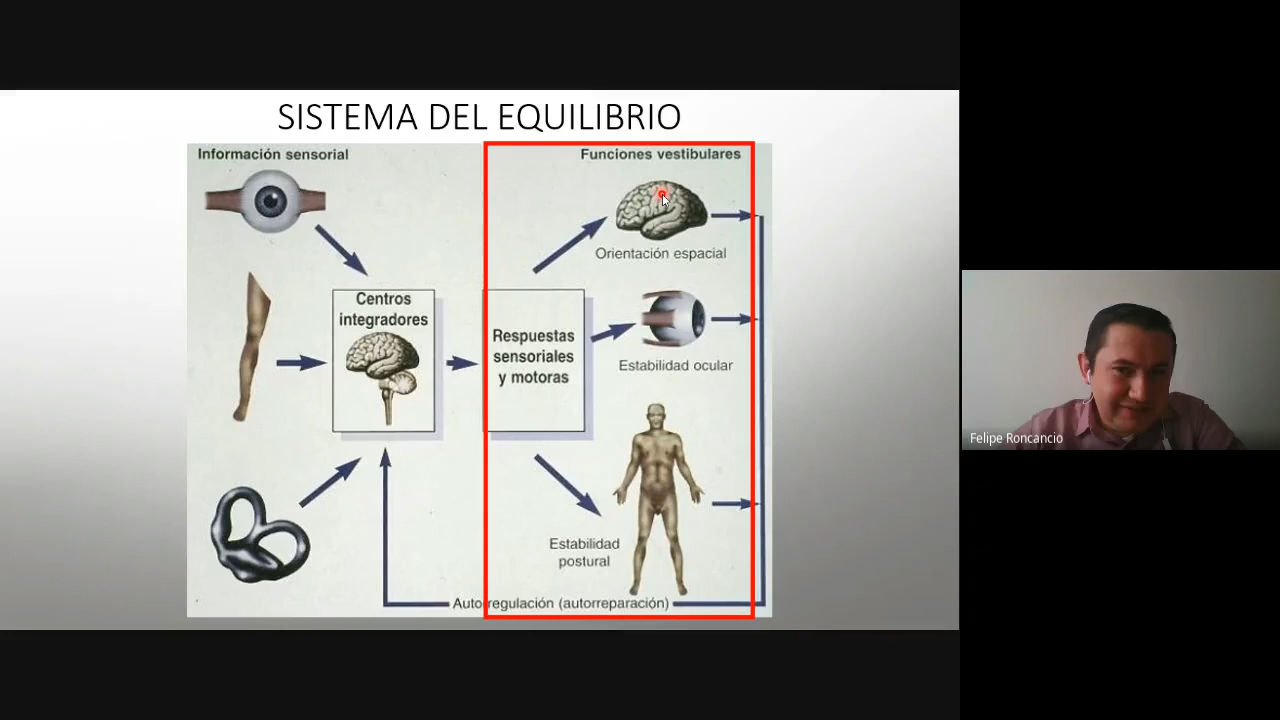 SISTEMA DEL EQUILIBRIO
Información sensorial
Funciones vestibulares
Orientación espacial
Centros
integradores
Respuestas
sensoriales
y motoras
Estabilidad ocular
Estabilidad
postural
Autorregulación (autorreparación)
Felipe Roncancio